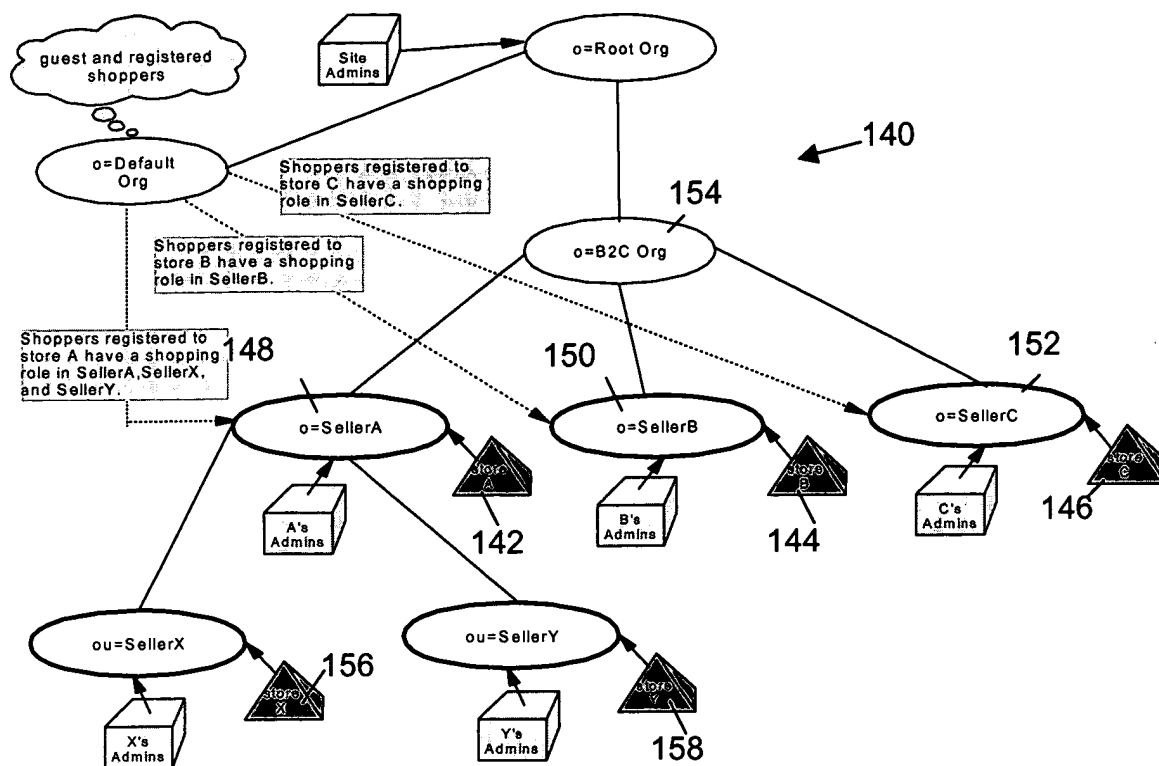 o=Root Org
Site
Admins
guest and registered
shoppers
140
o=Default
Org
Shoppers registered to
store C have a shopping
role in SellerC.
154
Shoppers registered to
store B have a shopping
role in SellerB.
o=B2C Org
Shoppers registered to
store A have a shopping
role in SellerA,SellerX,
and SellerY.
148
150
152
o=SellerA
o=SellerB
o=SellerC
store
A
store
B
store
C
A's
Admins
B's
Admins
C's
Admins
142
144
146
ou=SellerX
ou=SellerY
store
X
156
store
Y
158
X's
Admins
Y's
Admins